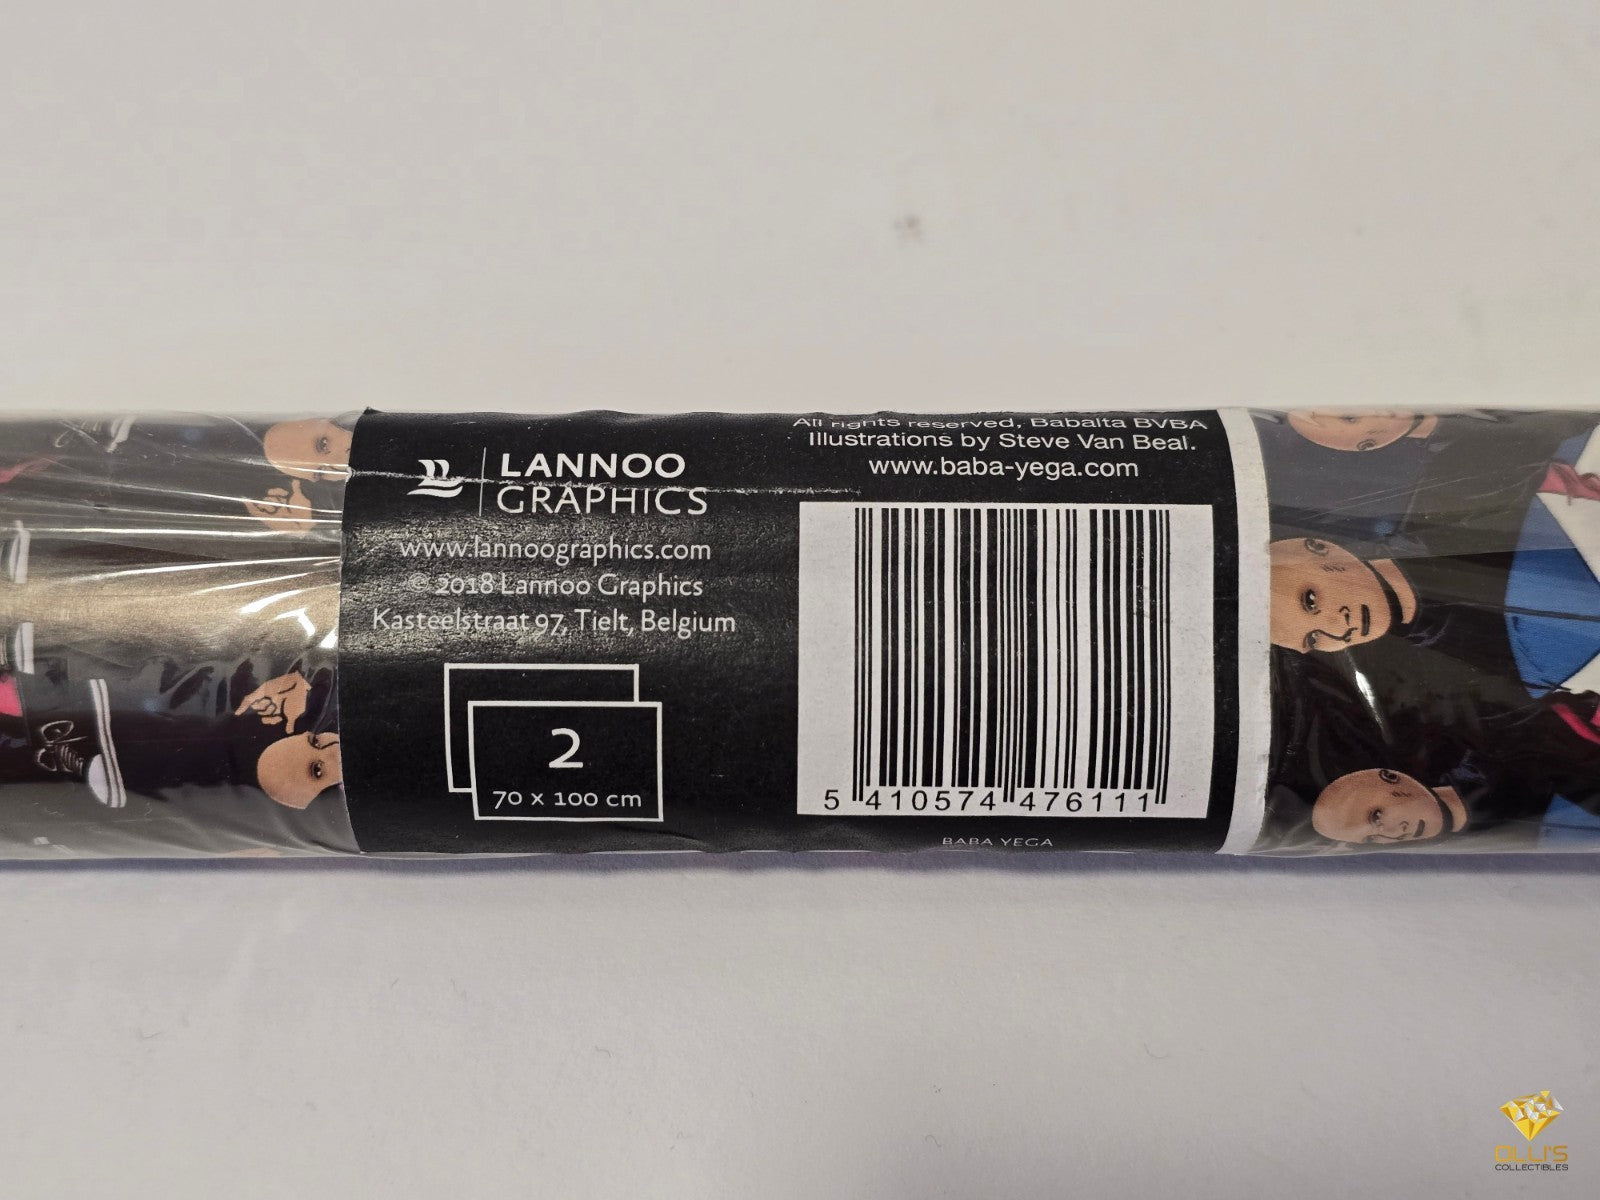 LANNOO
GRAPHICS
www.lannoographics.com
© 2018 Lannoo Graphics
Kasteelstraat 97, Tielt, Belgium
2
70 x 100 cm
All rights reserved, Babalta BVBA
Illustrations by Steve Van Beal.
www.baba-yega.com
5 410574 476111
BABA YEGA
OLLI'S
COLLECTIBLES